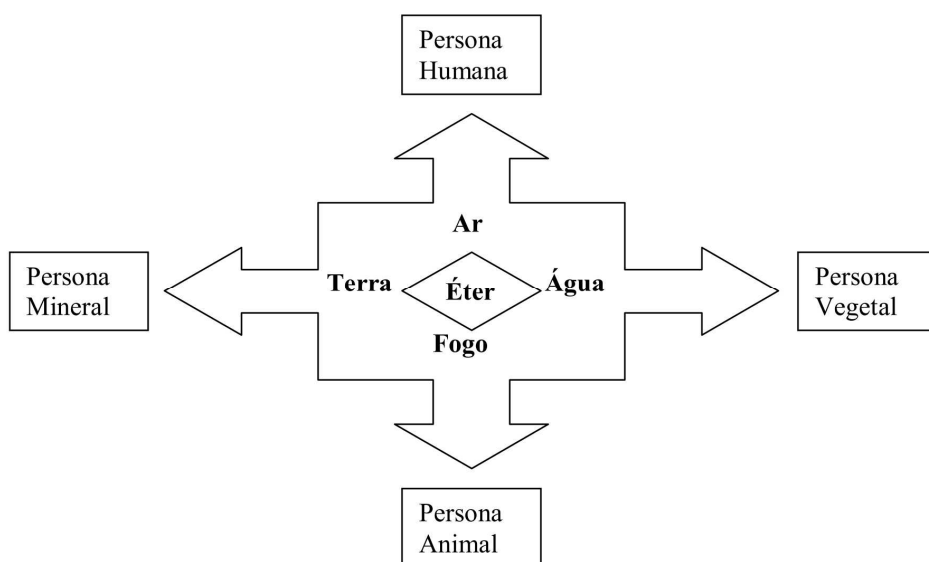 Persona
Humana
Ar
Persona
Mineral
Terra
Éter
Água
Persona
Vegetal
Fogo
Persona
Animal